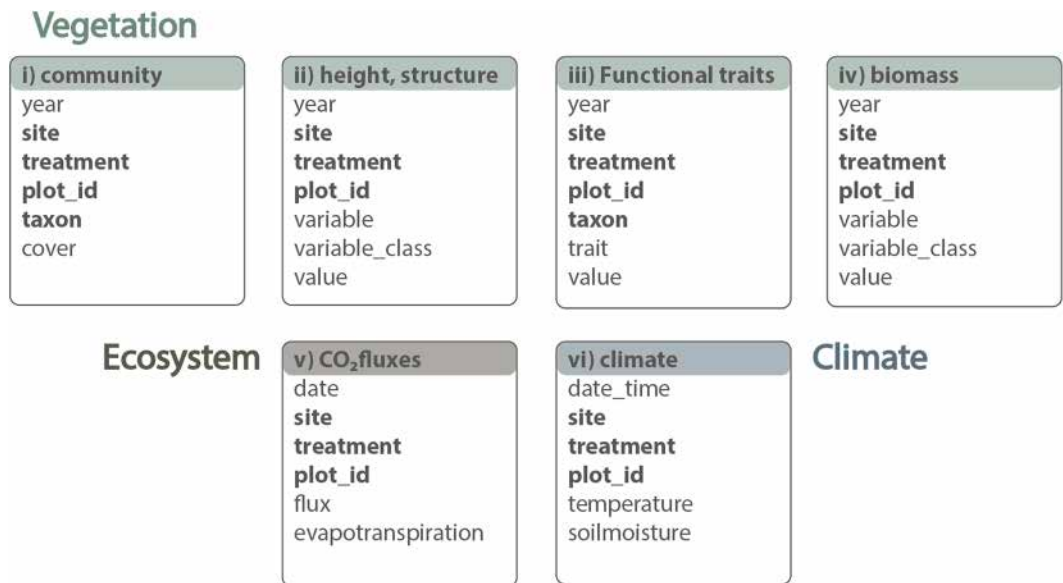 Vegetation
i) community
year
site
treatment
plot_id
taxon
cover
ii) height, structure
year
site
treatment
plot_id
variable
variable_class
value
iii) Functional traits
year
site
treatment
plot_id
taxon
trait
value
iv) biomass
year
site
treatment
plot_id
variable
variable_class
value
Ecosystem
v) CO₂fluxes
date
site
treatment
plot_id
flux
evapotranspiration
vi) climate
date_time
site
treatment
plot_id
temperature
soilmoisture
Climate